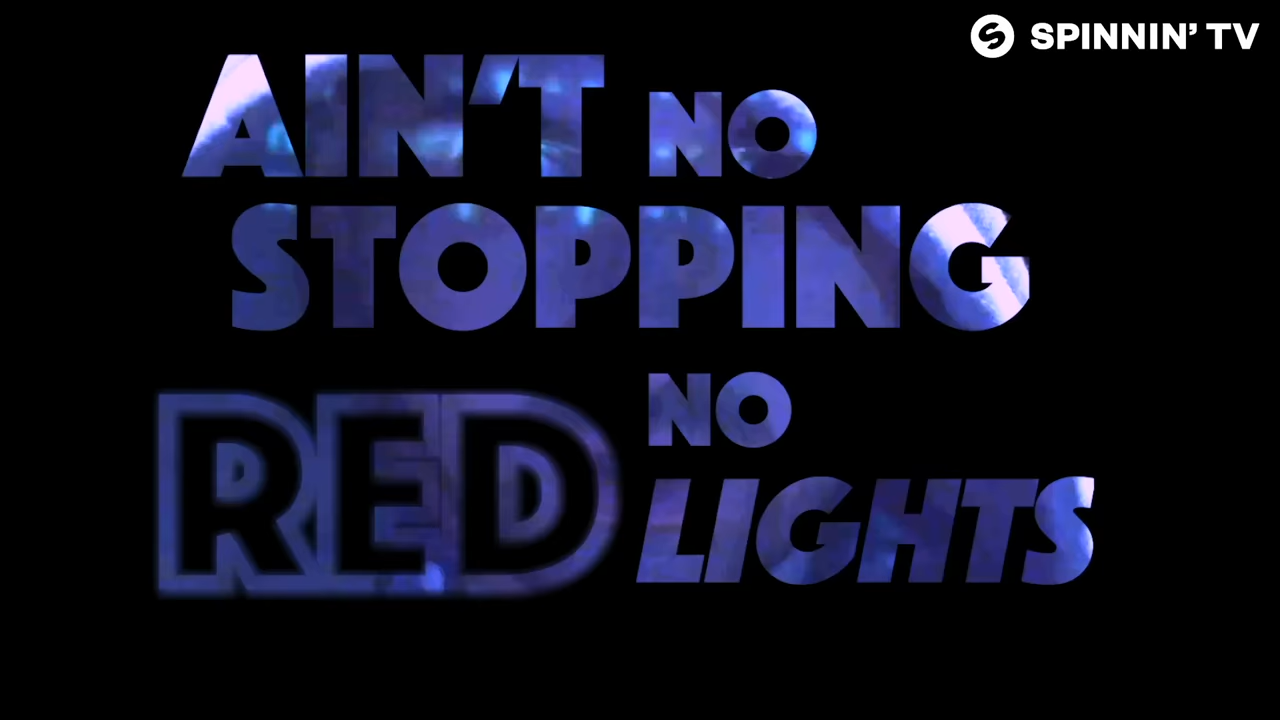 SPINNIN' TV
AIN'T NO
STOPPING
NO
RED LIGHTS